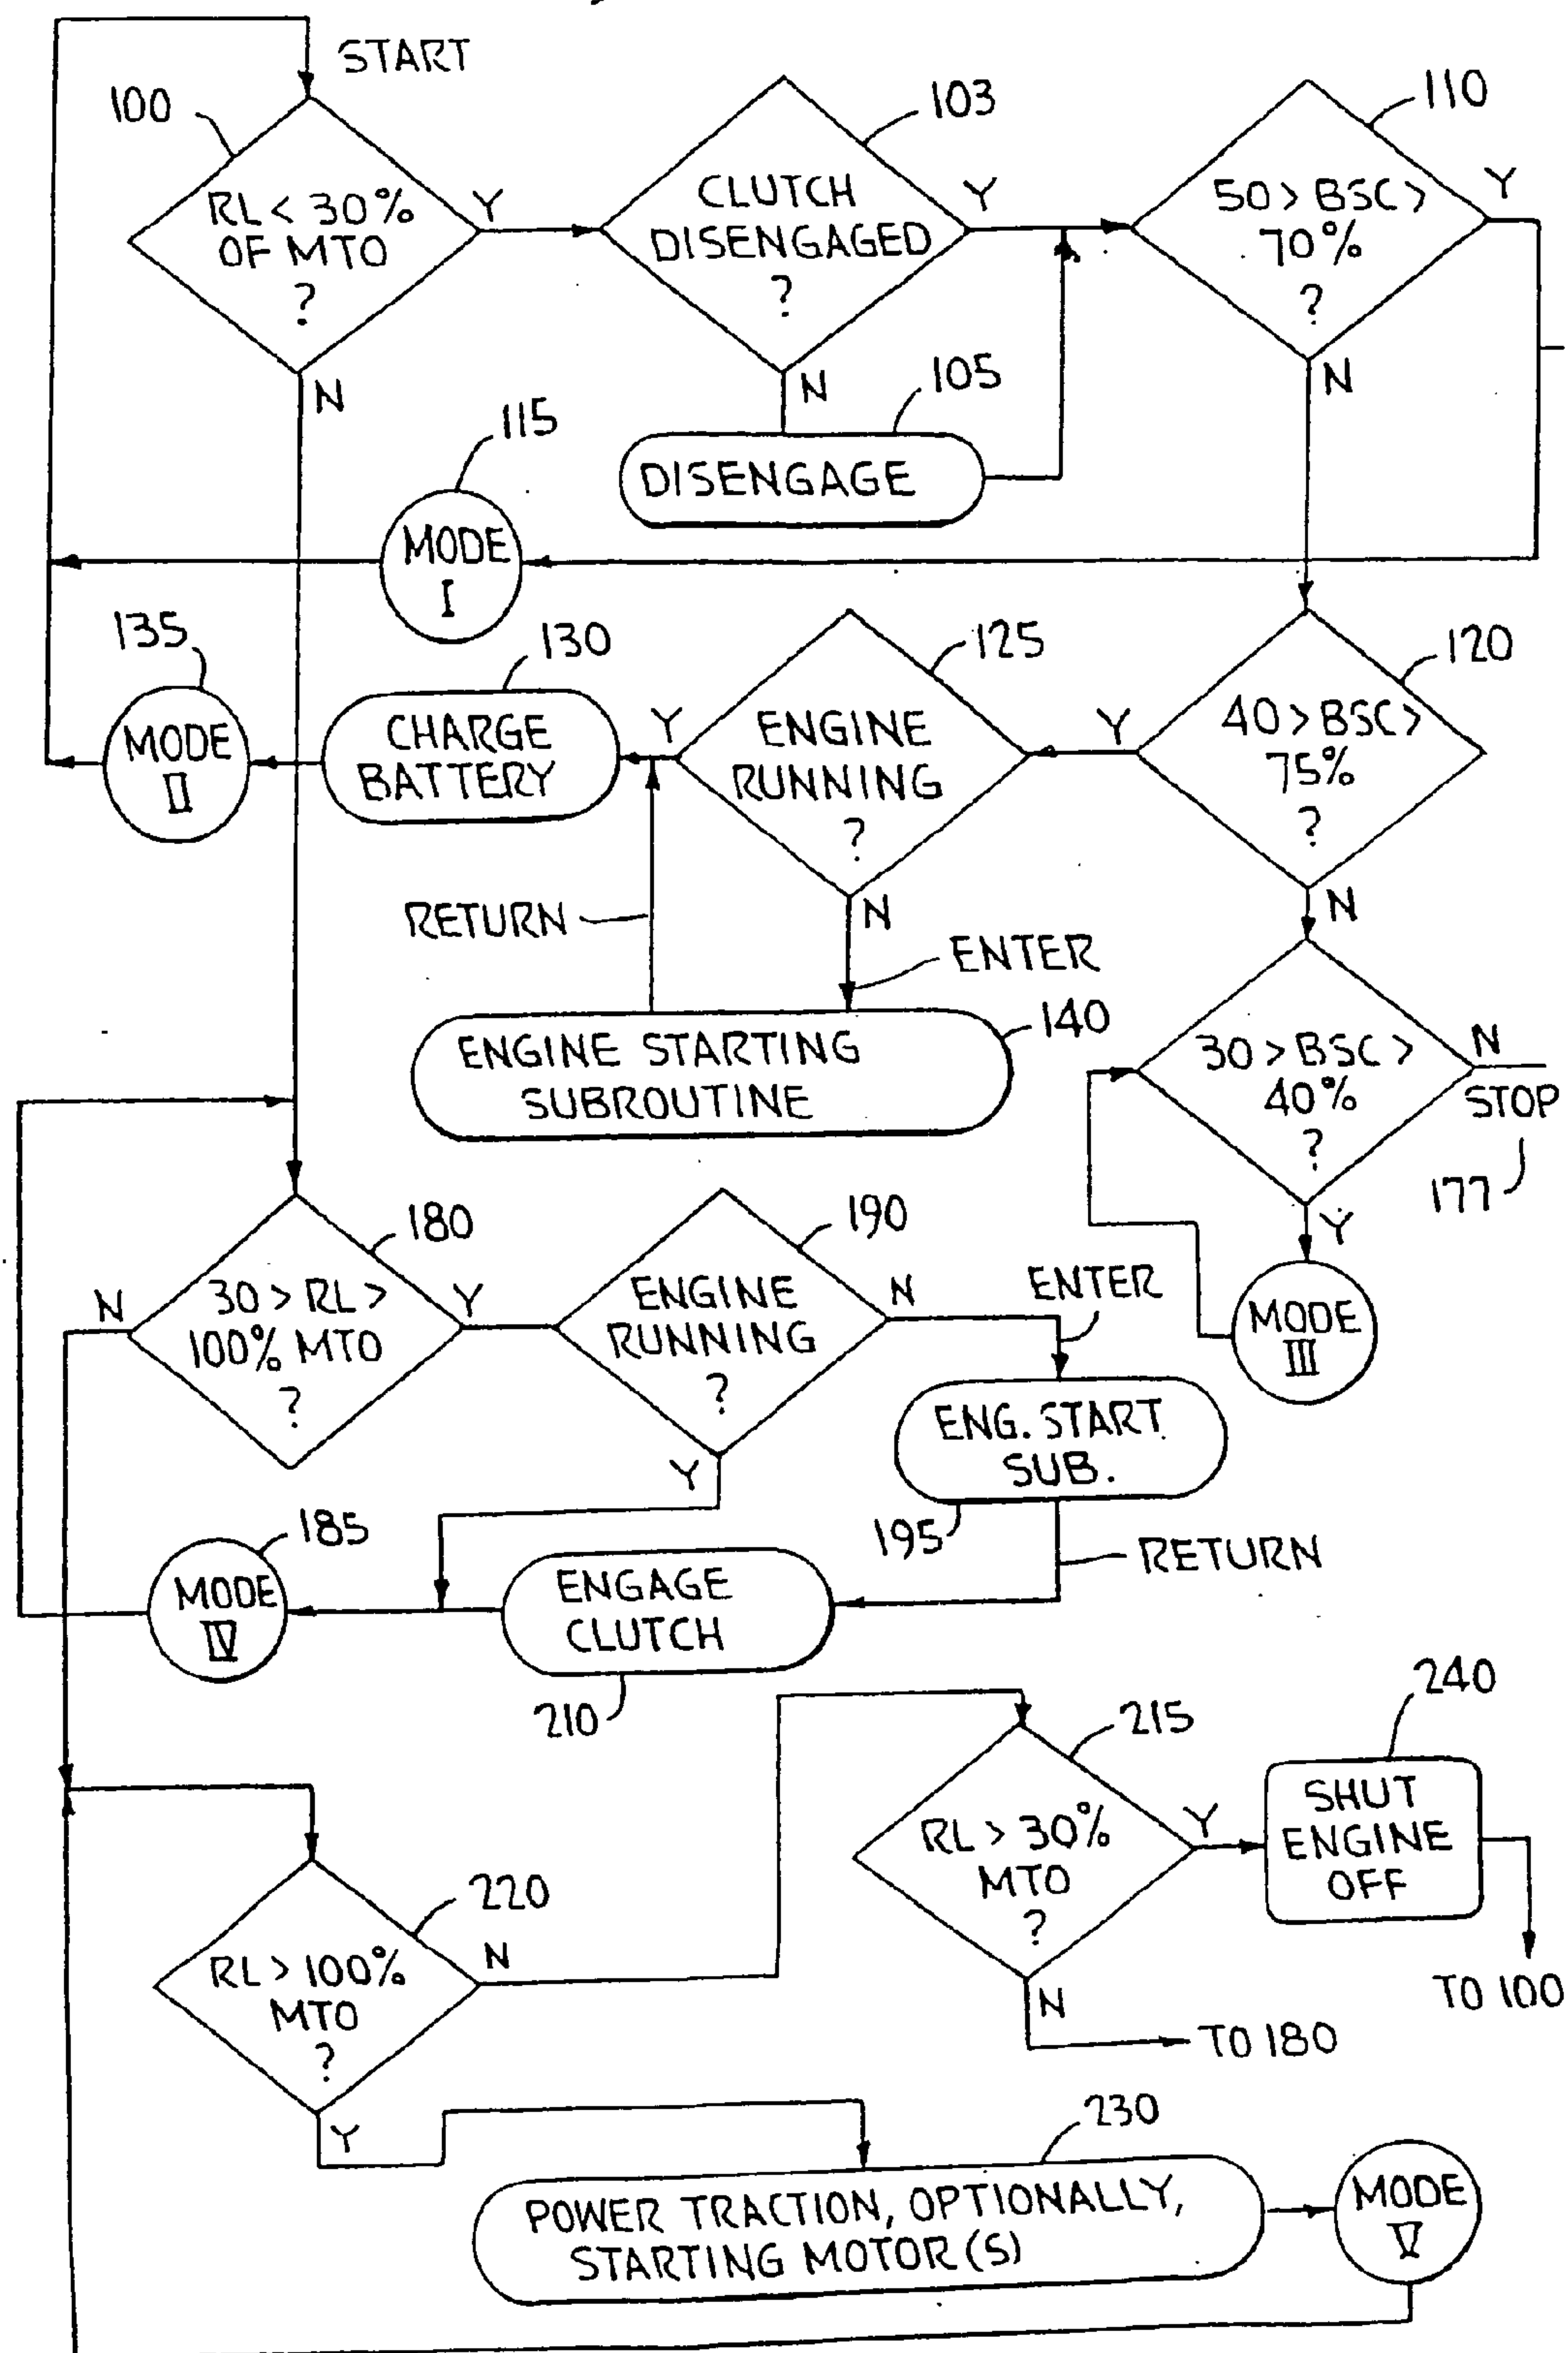 START
100
RL < 30%
OF MTO
?
Y
N
103
CLUTCH
DISENGAGED
?
Y
N
110
50 > BSC >
70%
?
Y
N
105
DISENGAGE
115
MODE
I
135
MODE
II
130
CHARGE
BATTERY
Y
125
ENGINE
RUNNING
?
N
Y
120
40 > BSC >
75%
?
N
RETURN
ENTER
140
ENGINE STARTING
SUBROUTINE
30 > BSC >
40%
?
N
STOP
177
Y
MODE
III
180
30 > RL >
100% MTO
?
N
Y
190
ENGINE
RUNNING
?
N
Y
ENTER
ENG. START
SUB.
195
RETURN
185
MODE
IV
ENGAGE
CLUTCH
210
215
RL > 30%
MTO
?
Y
N
TO 180
240
SHUT
ENGINE
OFF
TO 100
220
RL > 100%
MTO
?
N
Y
230
POWER TRACTION, OPTIONALLY,
STARTING MOTOR(S)
MODE
V